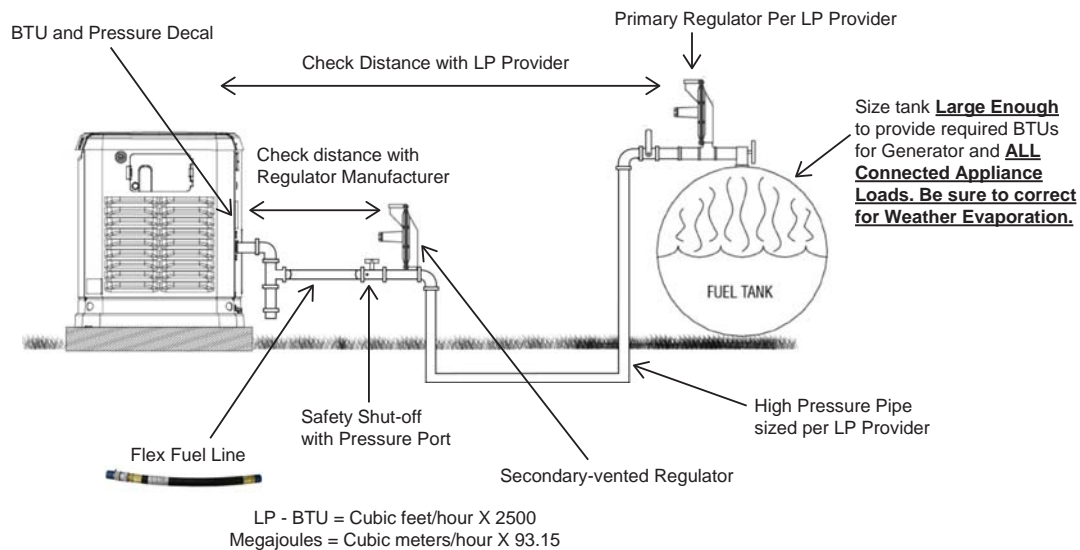 Primary Regulator Per LP Provider
BTU and Pressure Decal
Check Distance with LP Provider
Size tank Large Enough
to provide required BTUs
for Generator and ALL
Connected Appliance
Loads. Be sure to correct
for Weather Evaporation.
Check distance with
Regulator Manufacturer
FUEL TANK
Safety Shut-off
with Pressure Port
High Pressure Pipe
sized per LP Provider
Flex Fuel Line
Secondary-vented Regulator
LP - BTU = Cubic feet/hour X 2500
Megajoules = Cubic meters/hour X 93.15